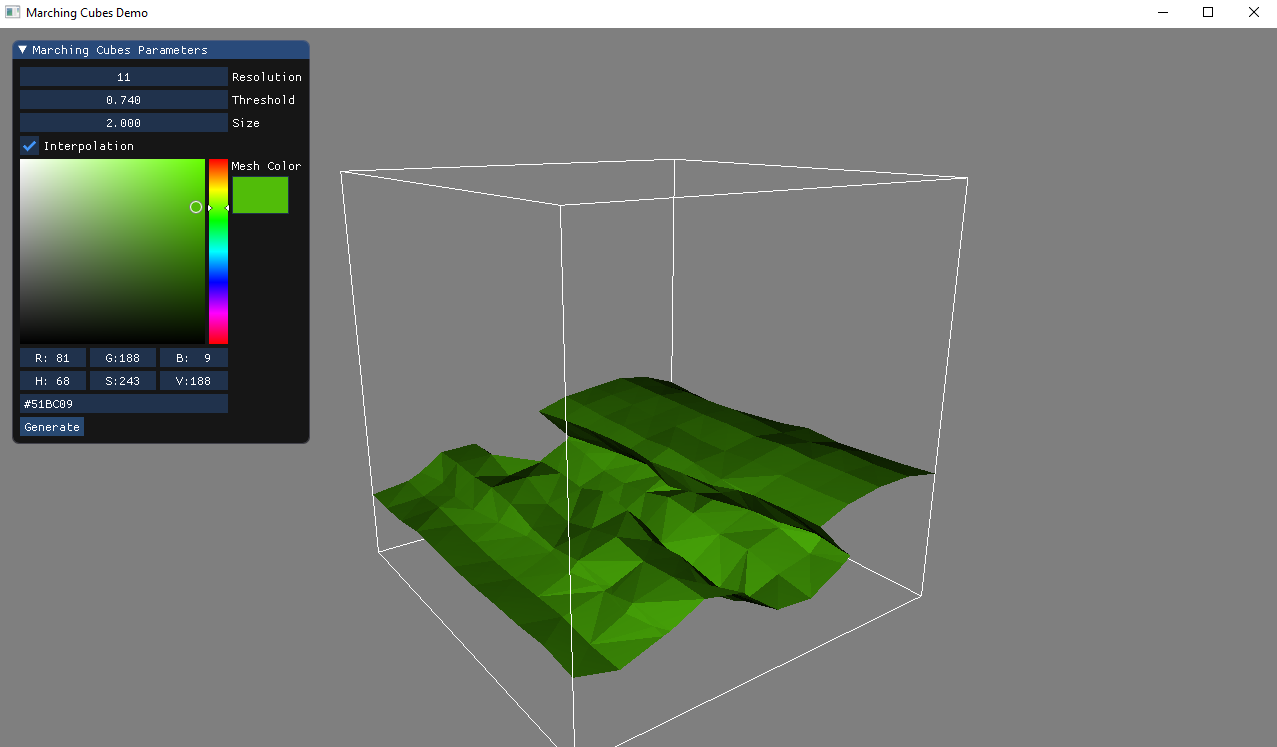 Marching Cubes Demo
Marching Cubes Parameters
11 Resolution
0.740 Threshold
2.000 Size
Interpolation
Mesh Color
R: 81 G:188 B: 9
H: 68 S:243 V:188
#51BC09
Generate